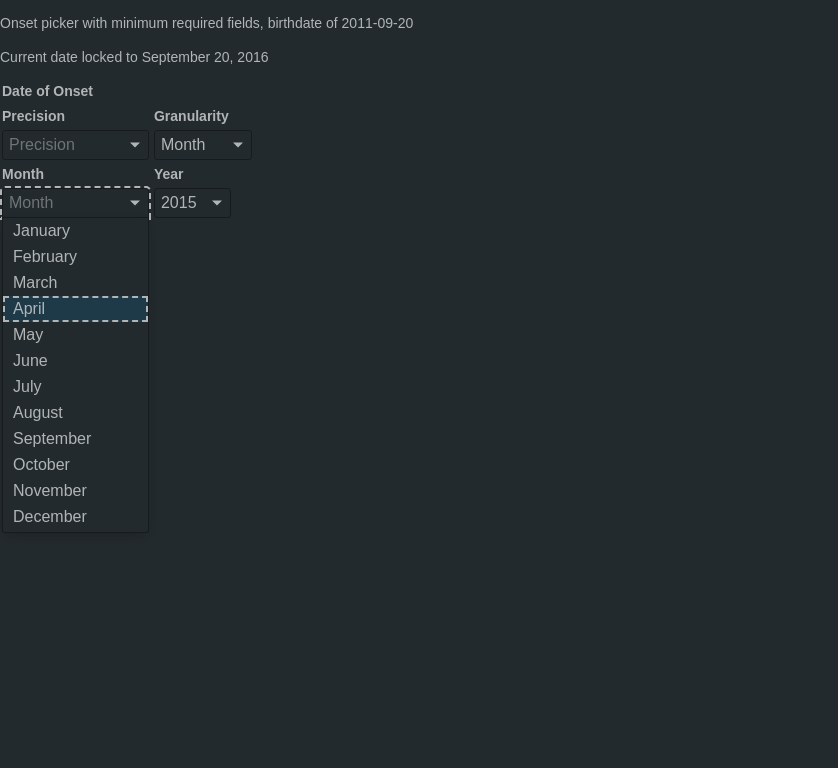 Onset picker with minimum required fields, birthdate of 2011-09-20
Current date locked to September 20, 2016
Date of Onset
Precision Granularity
Precision Month
Month Year
Month 2015
January
February
March
April
May
June
July
August
September
October
November
December